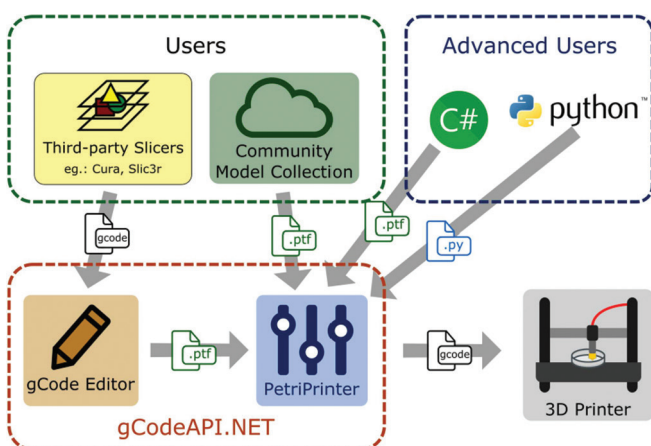 Users
Advanced Users
Third-party Slicers
eg.: Cura, Slic3r
Community
Model Collection
C#
python™
gcode
.ptf
.ptf
.py
gCode Editor
.ptf
PetriPrinter
gcode
3D Printer
gCodeAPI.NET